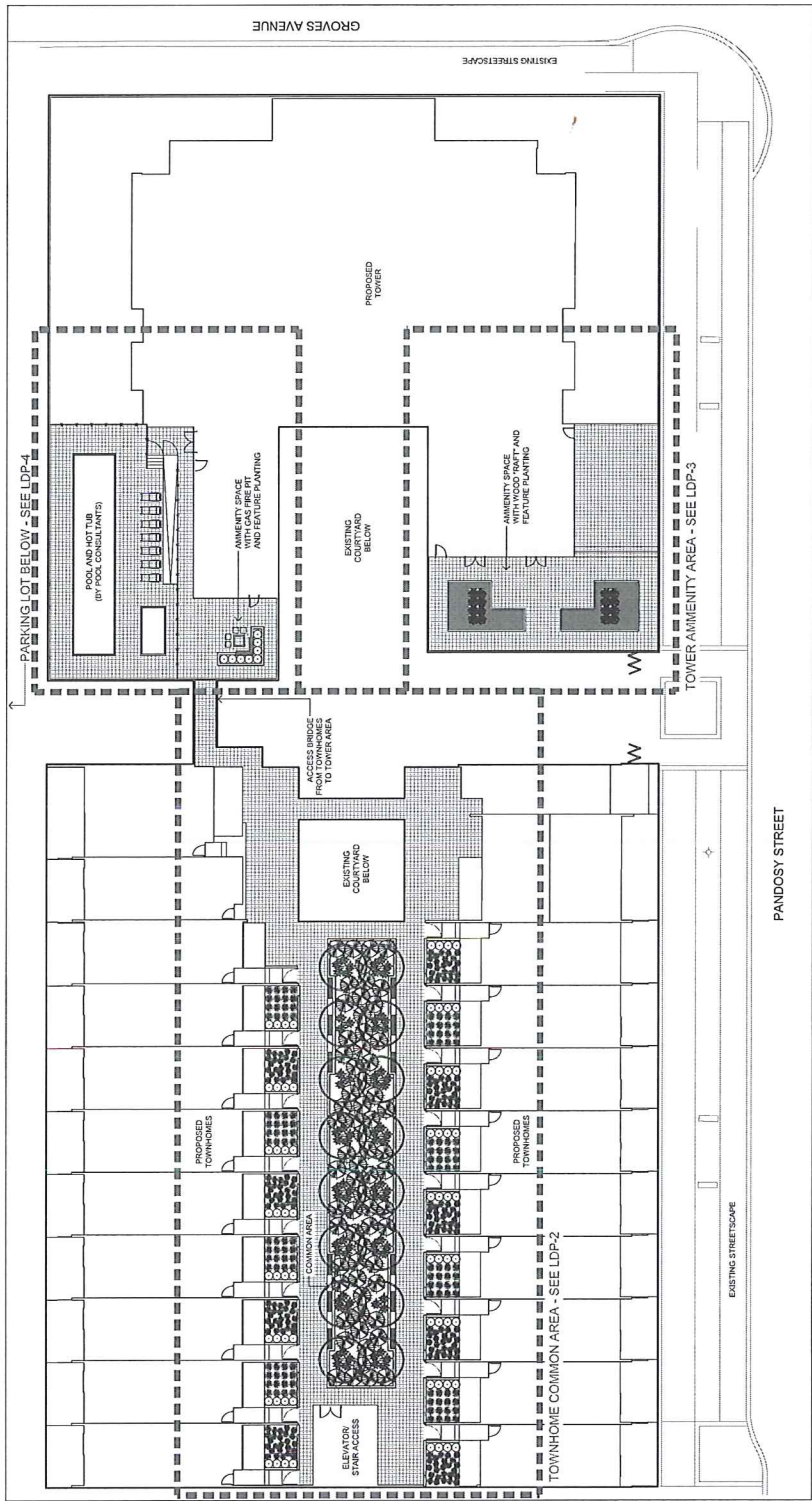 GROVES AVENUE
EXISTING STREETSCAPE
PROPOSED
TOWER
PARKING LOT BELOW - SEE LDP-4
POOL AND HOT TUB
(BY POOL CONSULTANTS)
AMMENITY SPACE
WITH GAS FIRE PIT
AND FEATURE PLANTING
EXISTING
COURTYARD
BELOW
AMMENITY SPACE
WITH WOOD "RAFT" AND
FEATURE PLANTING
TOWER AMMENITY AREA - SEE LDP-3
ACCESS BRIDGE
FROM TOWNHOMES
TO TOWER AREA
EXISTING
COURTYARD
BELOW
PANDOSY STREET
PROPOSED
TOWNHOMES
COMMON AREA
PROPOSED
TOWNHOMES
TOWNHOME COMMON AREA - SEE LDP-2
EXISTING STREETSCAPE
ELEVATOR/
STAIR ACCESS